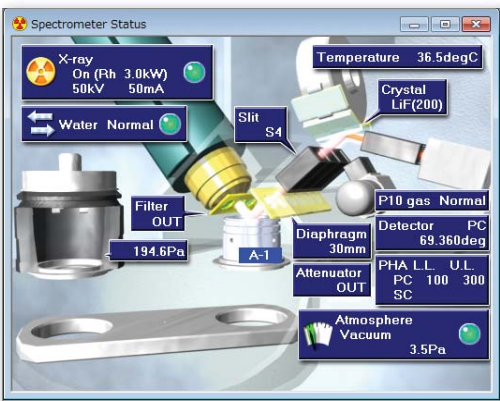 Spectrometer Status
X-ray
On (Rh 3.0kW)
50kV 50mA
Temperature 36.5degC
Crystal
LiF(200)
Water Normal
Slit
S4
Filter
OUT
P10 gas Normal
Diaphragm
30mm
Detector PC
69.360deg
194.6Pa
A-1
Attenuator
OUT
PHA L.L. U.L.
PC 100 300
SC
Atmosphere
Vacuum
3.5Pa